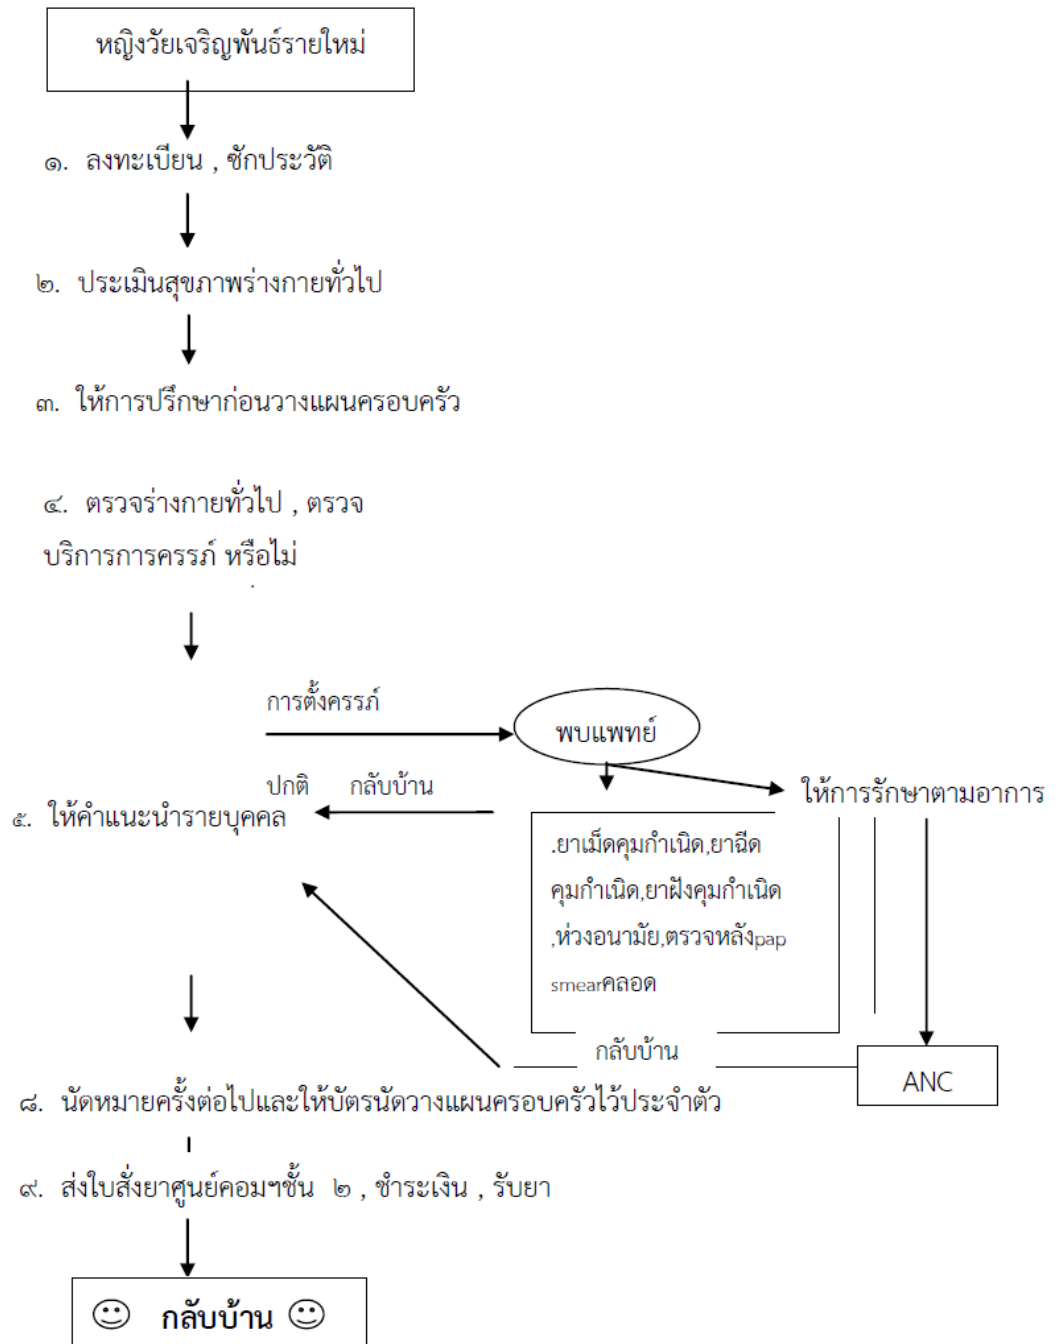 หญิงวัยเจริญพันธ์รายใหม่
๑. ลงทะเบียน , ซักประวัติ
๒. ประเมินสุขภาพร่างกายทั่วไป
๓. ให้การปรึกษาก่อนวางแผนครอบครัว
๔. ตรวจร่างกายทั่วไป , ตรวจ
บริการการครรภ์ หรือไม่
การตั้งครรภ์
พบแพทย์
ปกติ กลับบ้าน
ให้การรักษาตามอาการ
๕. ให้คำแนะนำรายบุคคล
.ยาเม็ดคุมกำเนิด,ยาฉีด
คุมกำเนิด,ยาฝังคุมกำเนิด
,ห่วงอนามัย,ตรวจหลังpap
smearคลอด
กลับบ้าน
ANC
๘. นัดหมายครั้งต่อไปและให้บัตรนัดวางแผนครอบครัวไว้ประจำตัว
๙. ส่งใบสั่งยาศูนย์คอมฯชั้น ๒ , ชำระเงิน , รับยา
☺ กลับบ้าน ☺